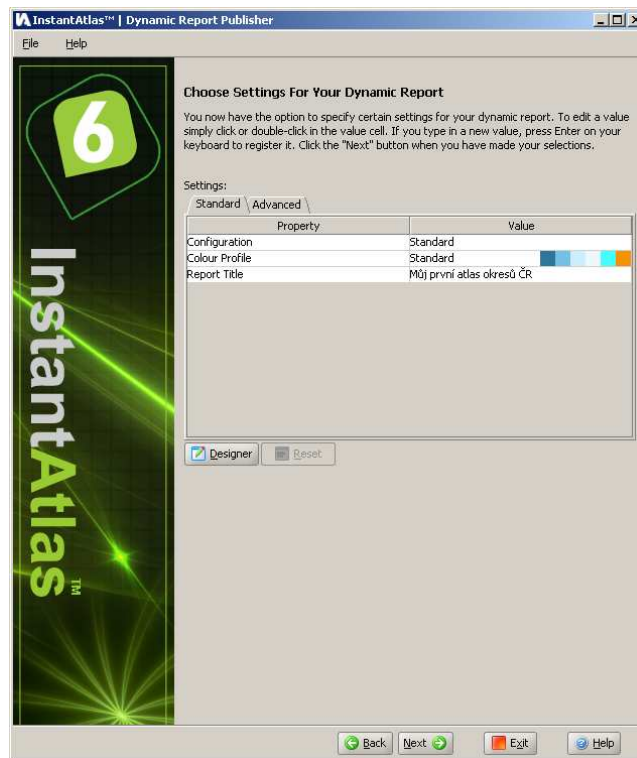 InstantAtlas™ | Dynamic Report Publisher
File Help
6
InstantAtlas™
Choose Settings For Your Dynamic Report
You now have the option to specify certain settings for your dynamic report. To edit a value
simply click or double-click in the value cell. If you type in a new value, press Enter on your
keyboard to register it. Click the "Next" button when you have made your selections.
Settings:
Standard Advanced
Property Value
Configuration Standard
Colour Profile Standard
Report Title Můj první atlas okresů ČR
Designer Reset
Back Next Exit Help